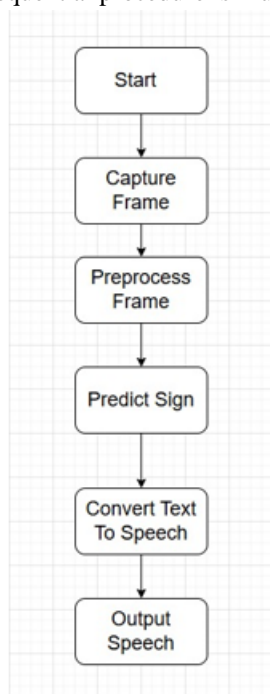 Start
Capture
Frame
Preprocess
Frame
Predict Sign
Convert Text
To Speech
Output
Speech